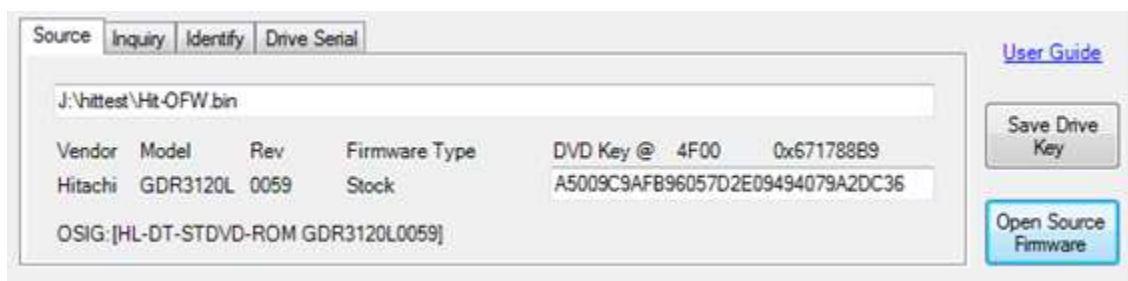 Source Inquiry Identify Drive Serial
User Guide
J:\hittest\Hit-OFW.bin
Save Drive
Key
Vendor Model Rev Firmware Type DVD Key @ 4F00 0x671788B9
Hitachi GDR3120L 0059 Stock A5009C9AFB96057D2E09494079A2DC36
OSIG:[HL-DT-STDVD-ROM GDR3120L0059]
Open Source
Firmware